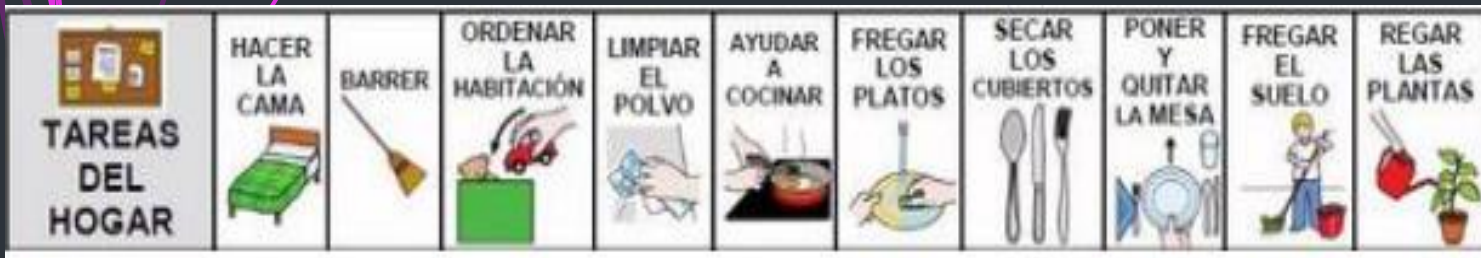 TAREAS
DEL
HOGAR
HACER
LA
CAMA
BARRER
ORDENAR
LA
HABITACIÓN
LIMPIAR
EL
POLVO
AYUDAR
A
COCINAR
FREGAR
LOS
PLATOS
SECAR
LOS
CUBIERTOS
PONER
Y
QUITAR
LA MESA
FREGAR
EL
SUELO
REGAR
LAS
PLANTAS